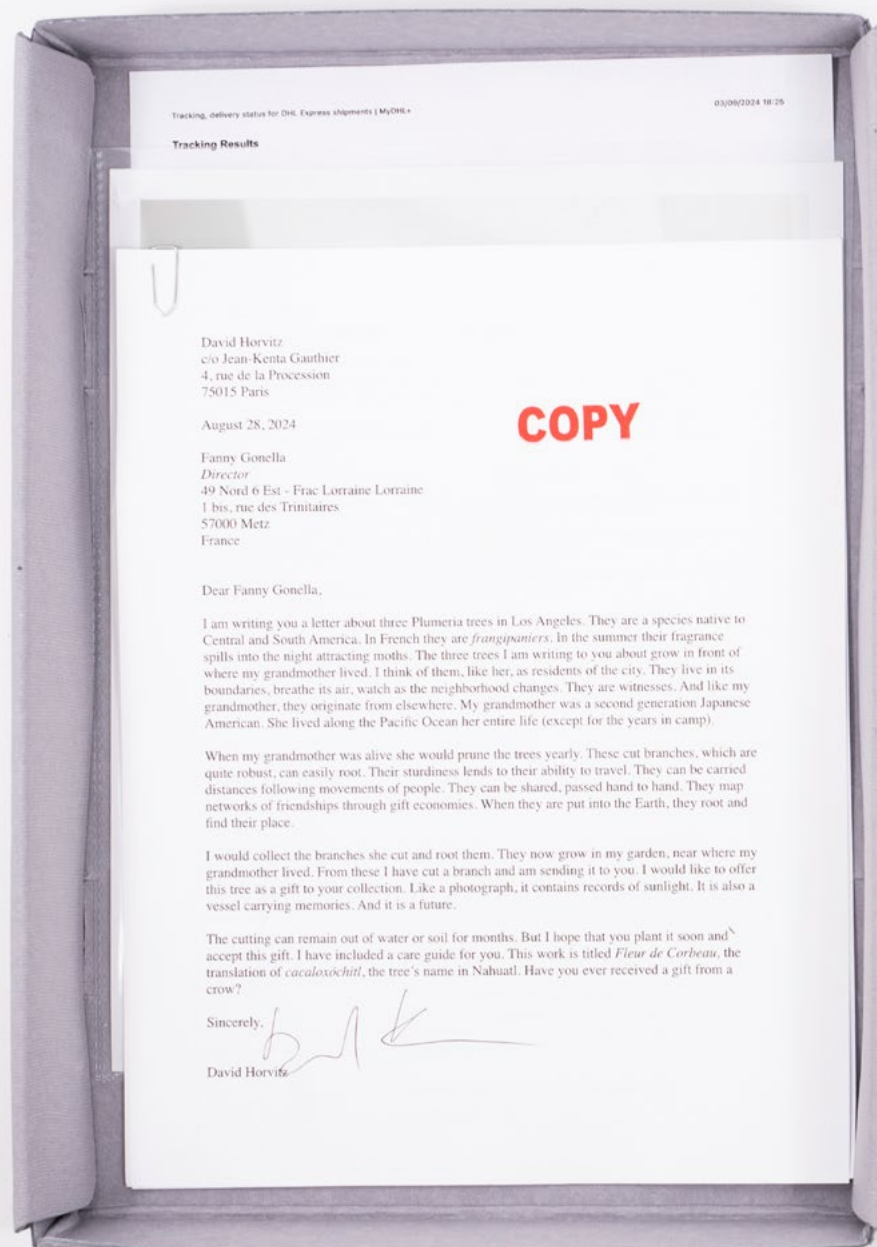 Tracking, delivery status for DHL Express shipments | MyDHL+
03/09/2024 18:25
Tracking Results
David Horvitz
c/o Jean-Kenta Gauthier
4, rue de la Procession
75015 Paris
August 28, 2024
COPY
Fanny Gonella
Director
49 Nord 6 Est - Frac Lorraine Lorraine
1 bis, rue des Trinitaires
57000 Metz
France
Dear Fanny Gonella,
I am writing you a letter about three Plumeria trees in Los Angeles. They are a species native to
Central and South America. In French they are frangipaniers. In the summer their fragrance
spills into the night attracting moths. The three trees I am writing to you about grow in front of
where my grandmother lived. I think of them, like her, as residents of the city. They live in its
boundaries, breathe its air, watch as the neighborhood changes. They are witnesses. And like my
grandmother, they originate from elsewhere. My grandmother was a second generation Japanese
American. She lived along the Pacific Ocean her entire life (except for the years in camp).
When my grandmother was alive she would prune the trees yearly. These cut branches, which are
quite robust, can easily root. Their sturdiness lends to their ability to travel. They can be carried
distances following movements of people. They can be shared, passed hand to hand. They map
networks of friendships through gift economies. When they are put into the Earth, they root and
find their place.
I would collect the branches she cut and root them. They now grow in my garden, near where my
grandmother lived. From these I have cut a branch and am sending it to you. I would like to offer
this tree as a gift to your collection. Like a photograph, it contains records of sunlight. It is also a
vessel carrying memories. And it is a future.
The cutting can remain out of water or soil for months. But I hope that you plant it soon and
accept this gift. I have included a care guide for you. This work is titled Fleur de Corbeau, the
translation of cacaloxóchitl, the tree's name in Nahuatl. Have you ever received a gift from a
crow?
Sincerely,
David Horvitz